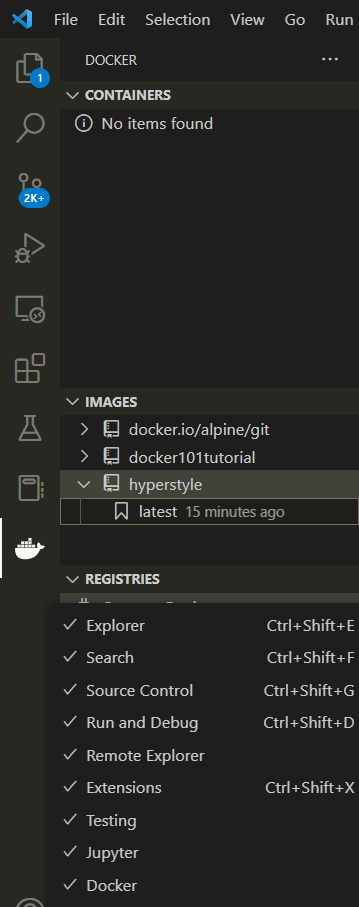 File Edit Selection View Go Run
DOCKER
1
CONTAINERS
No items found
2K+
IMAGES
docker.io/alpine/git
docker101tutorial
hyperstyle
latest 15 minutes ago
REGISTRIES
Explorer Ctrl+Shift+E
Search Ctrl+Shift+F
Source Control Ctrl+Shift+G
Run and Debug Ctrl+Shift+D
Remote Explorer
Extensions Ctrl+Shift+X
Testing
Jupyter
Docker